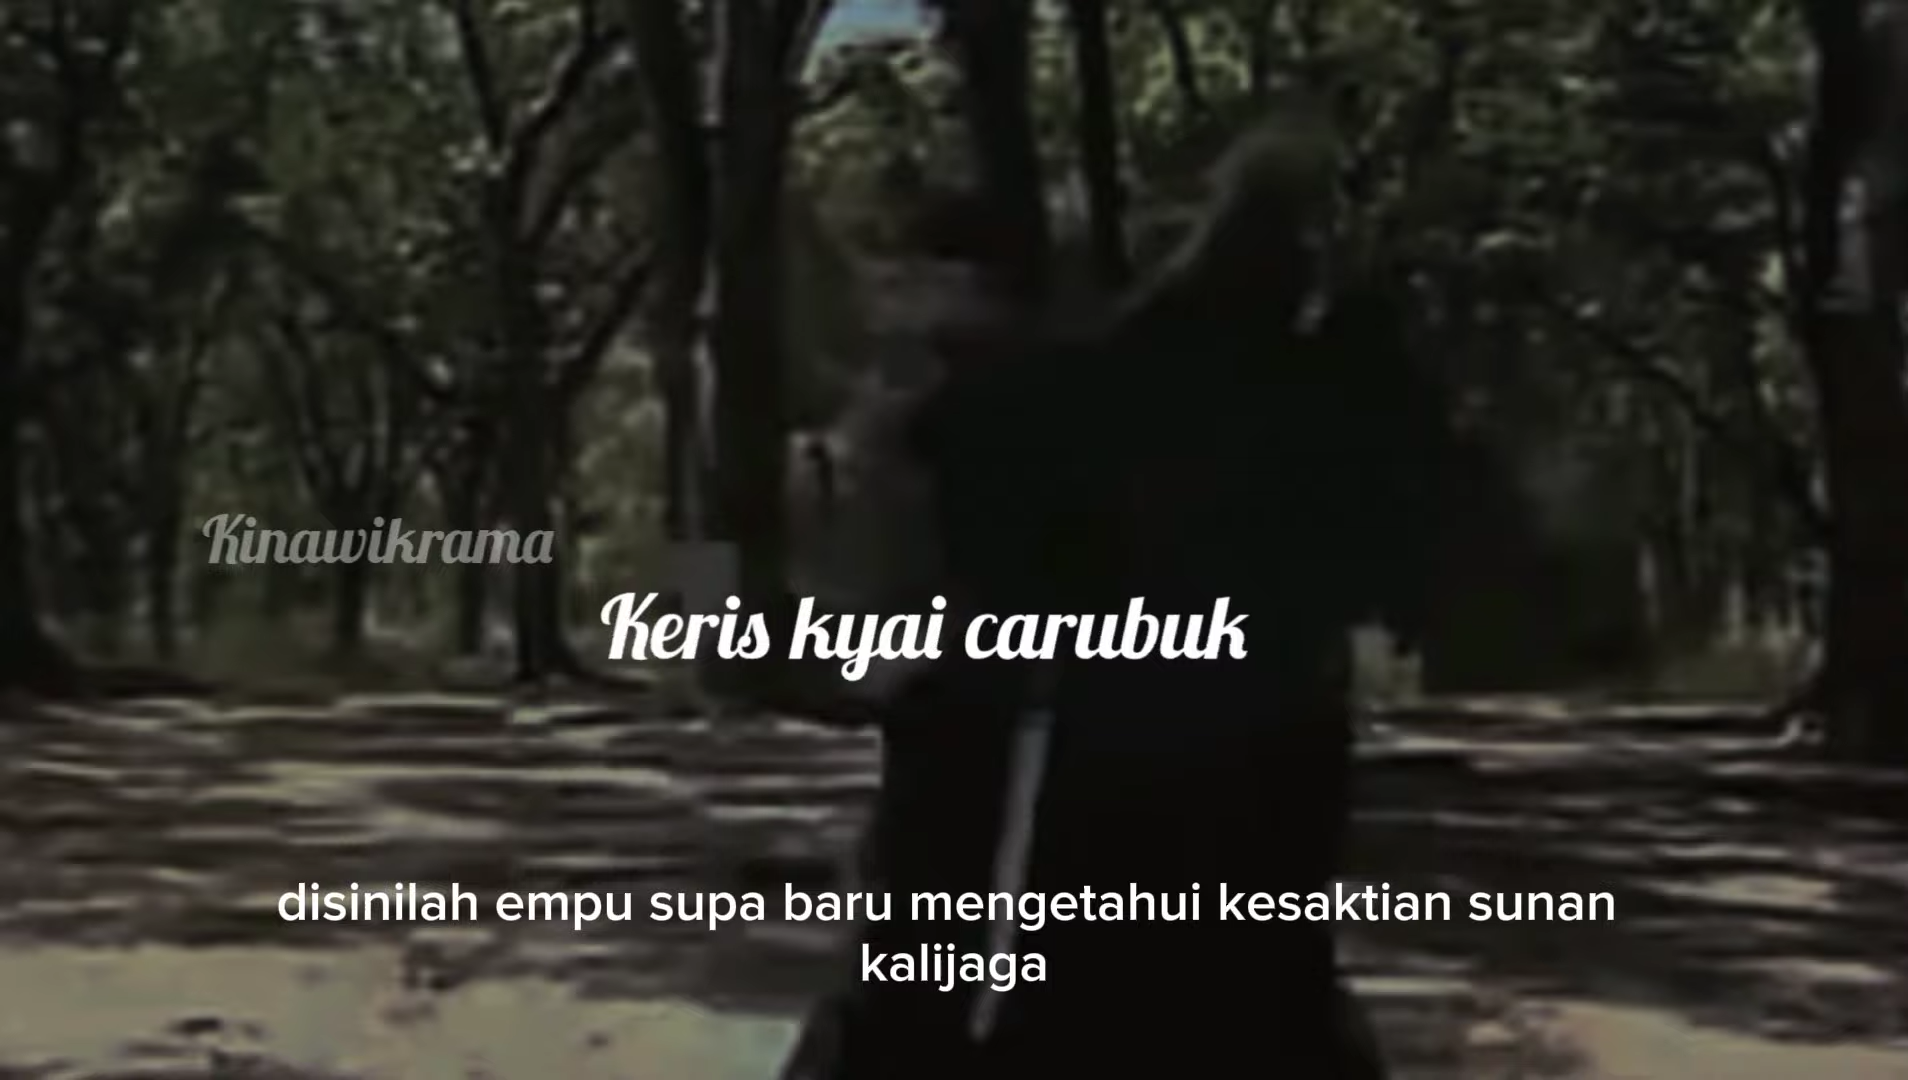 Kinawikrama
Keris kyai carubuk
disinilah empu supa baru mengetahui kesaktian sunan
kalijaga